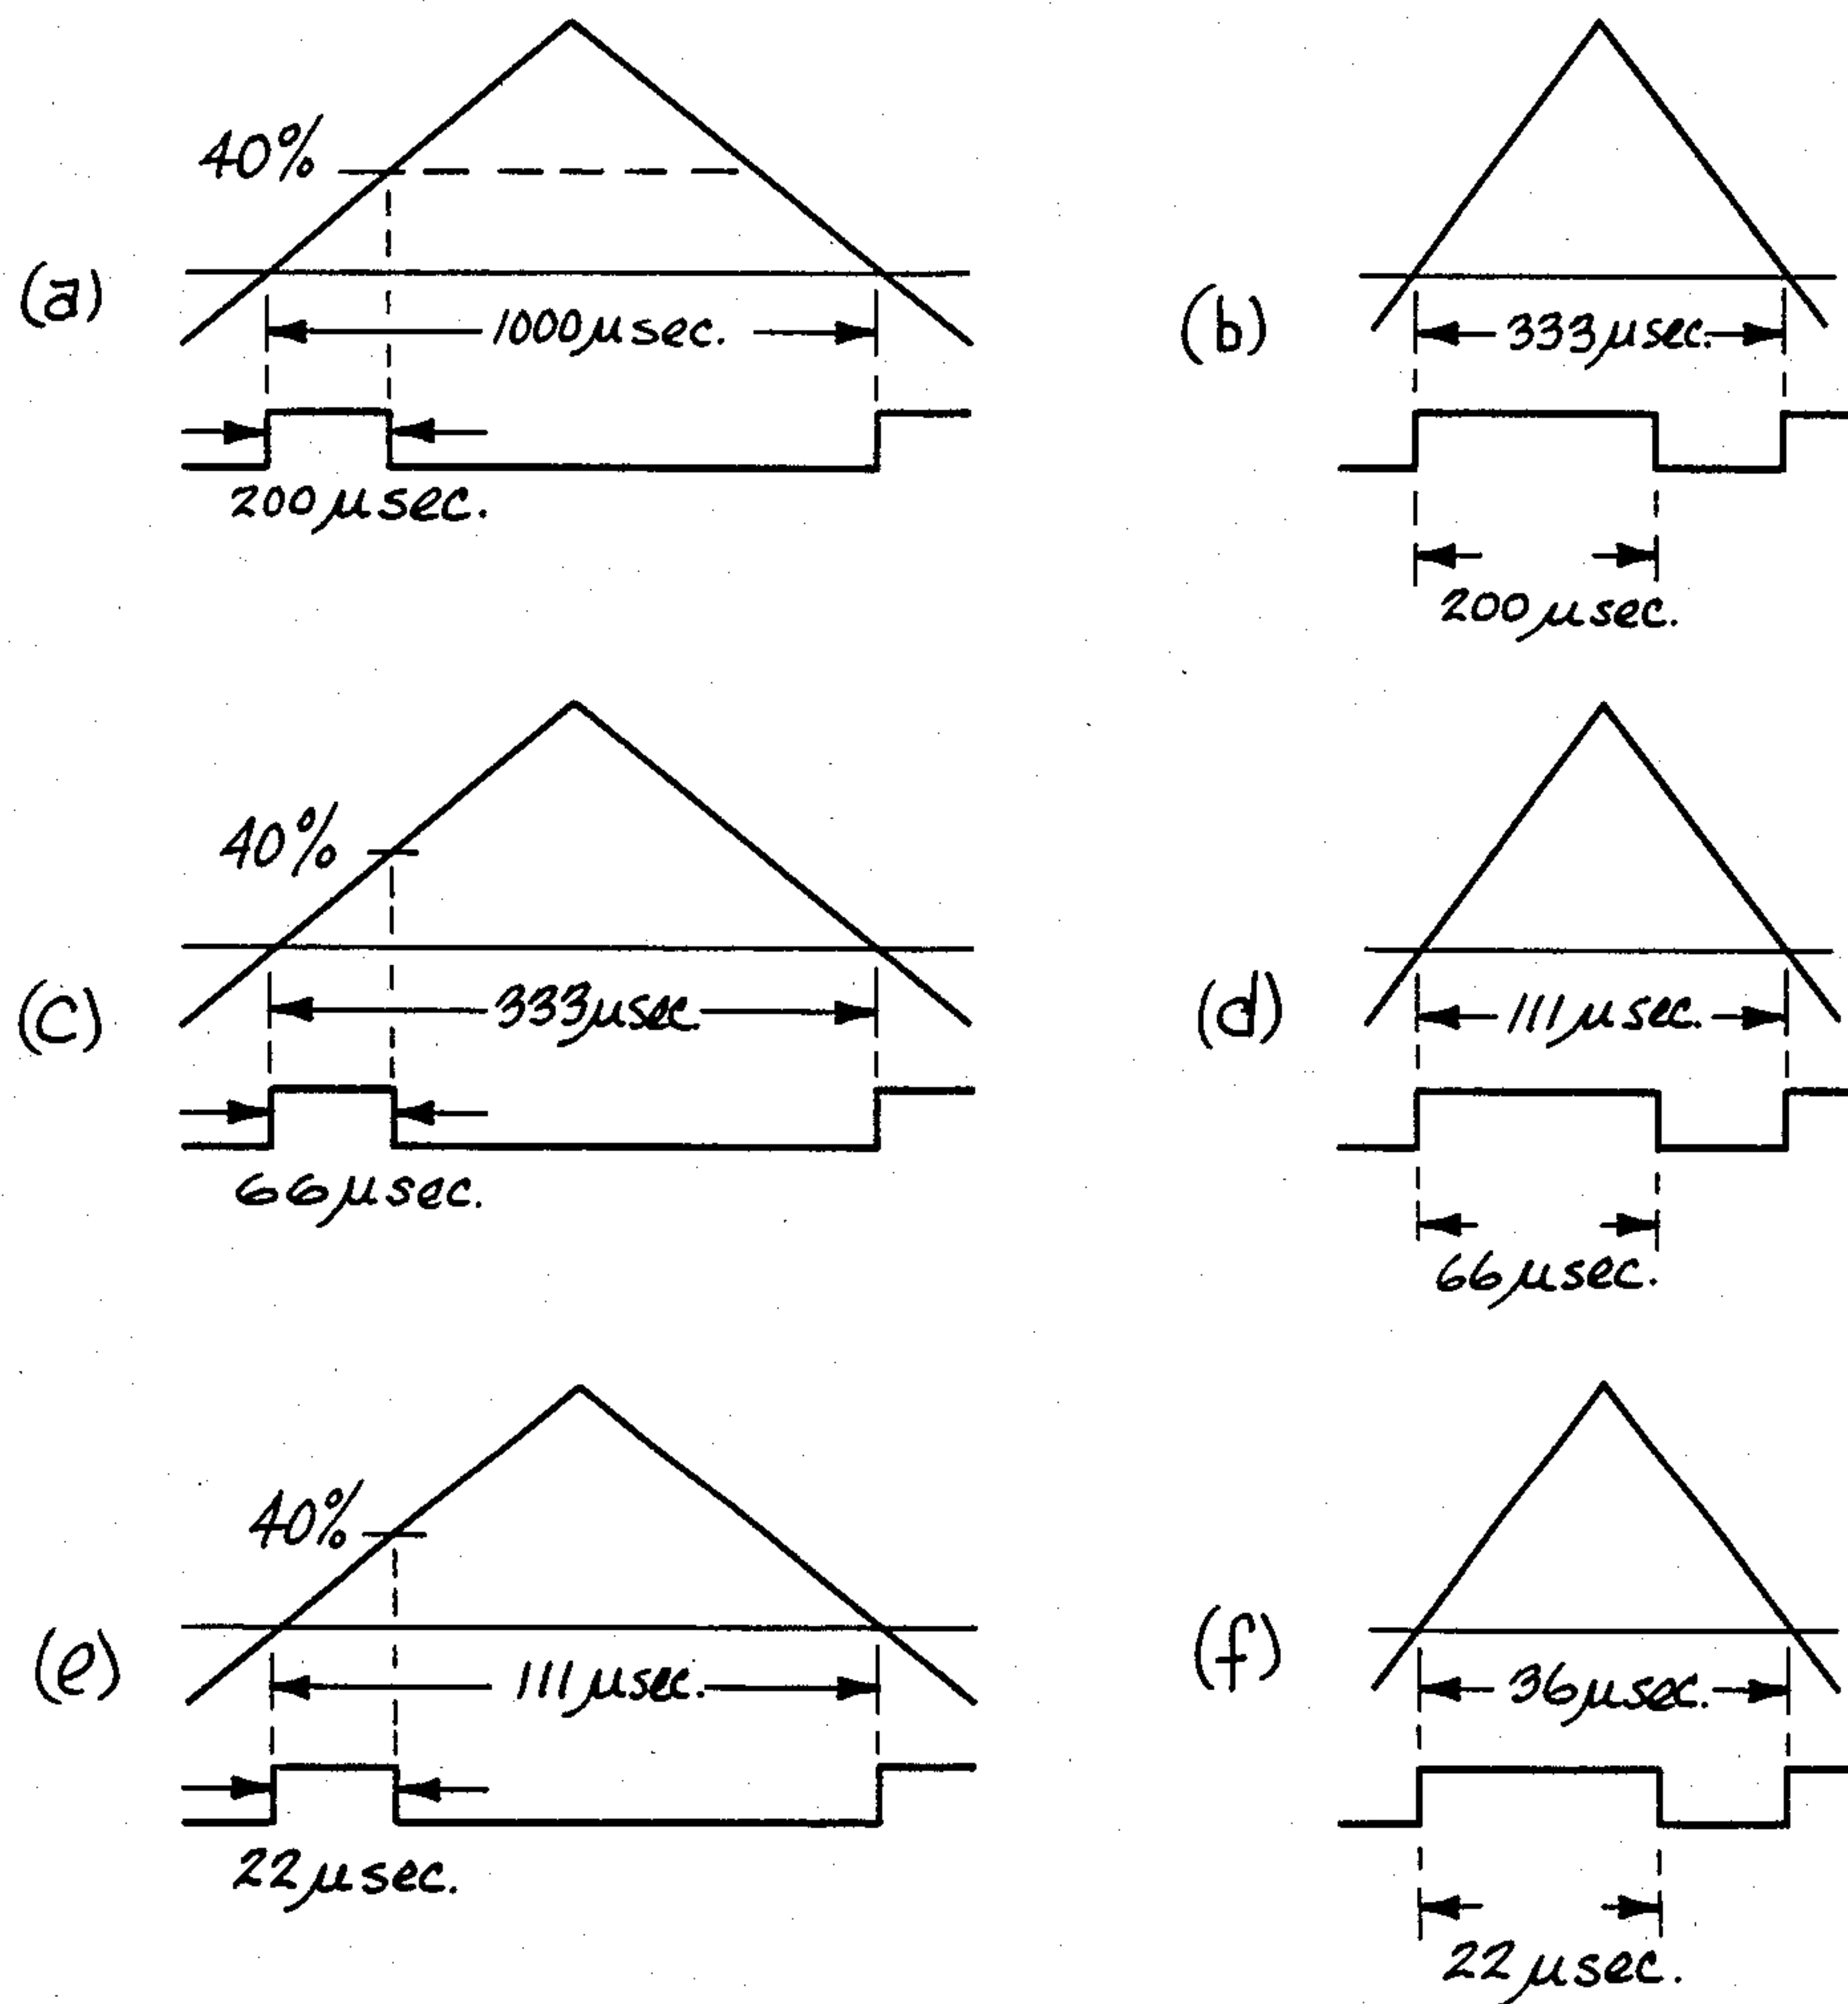 (a)
40%
1000 μsec.
200 μsec.
(b)
333 μsec.
200 μsec.
(c)
40%
333 μsec.
66 μsec.
(d)
111 μsec.
66 μsec.
(e)
40%
111 μsec.
22 μsec.
(f)
36 μsec.
22 μsec.